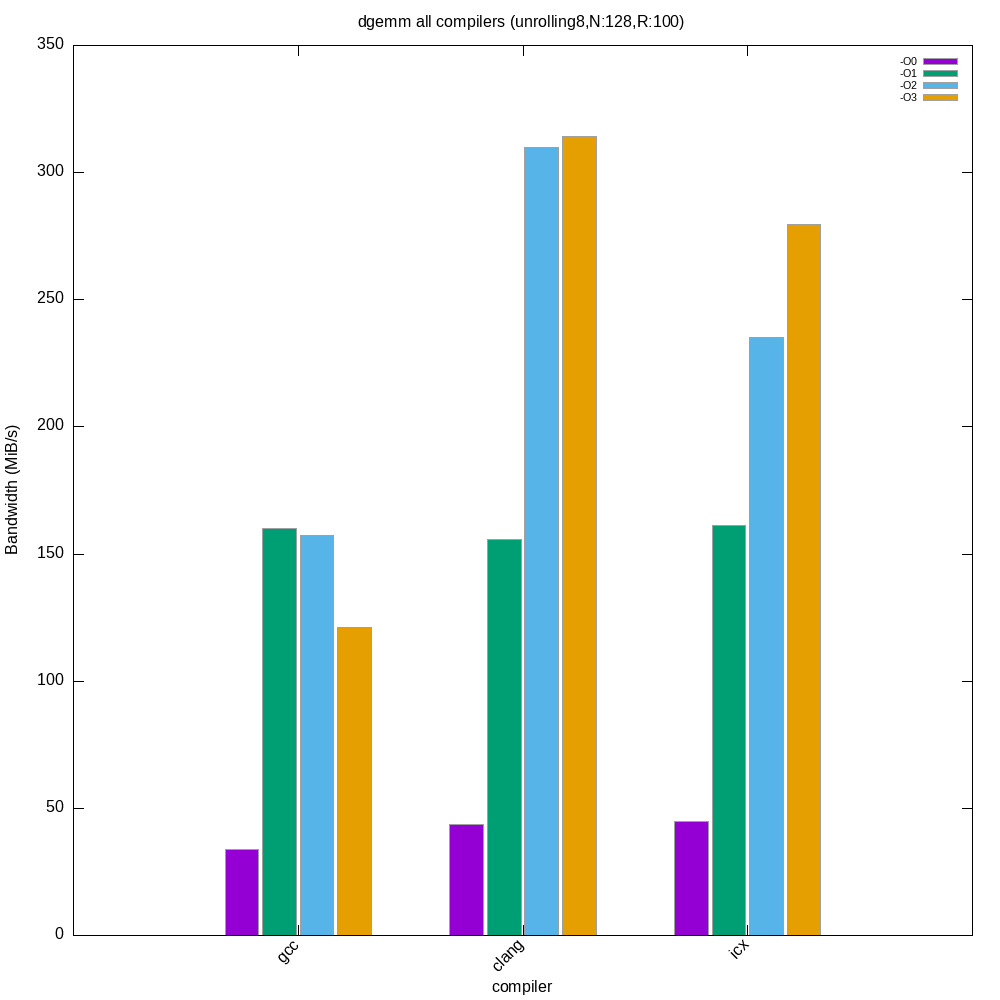 dgemm all compilers (unrolling8,N:128,R:100)
350
300
250
200
150
100
50
0
Bandwidth (MiB/s)
-O0
-O1
-O2
-O3
gcc
clang
icx
compiler